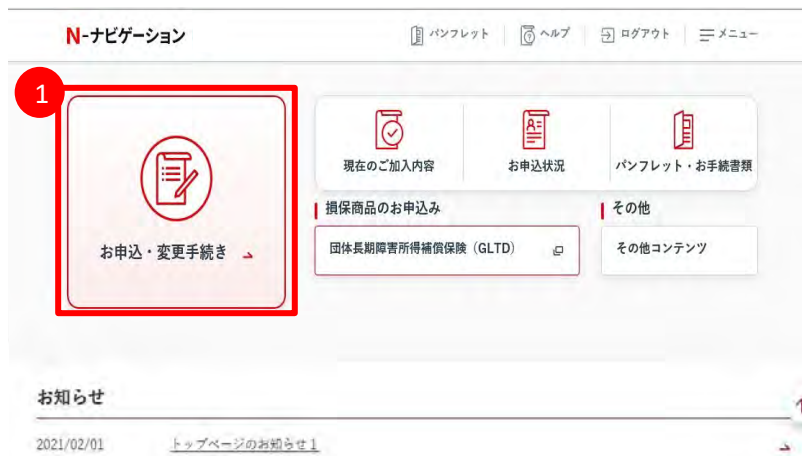 N-ナビゲーション
パンフレット
ヘルプ
ログアウト
メニュー
1
お申込・変更手続き
現在のご加入内容
お申込状況
パンフレット・お手続書類
損保商品のお申込み
その他
団体長期障害所得補償保険（GLTD）
その他コンテンツ
お知らせ
2021/02/01
トップページのお知らせ1